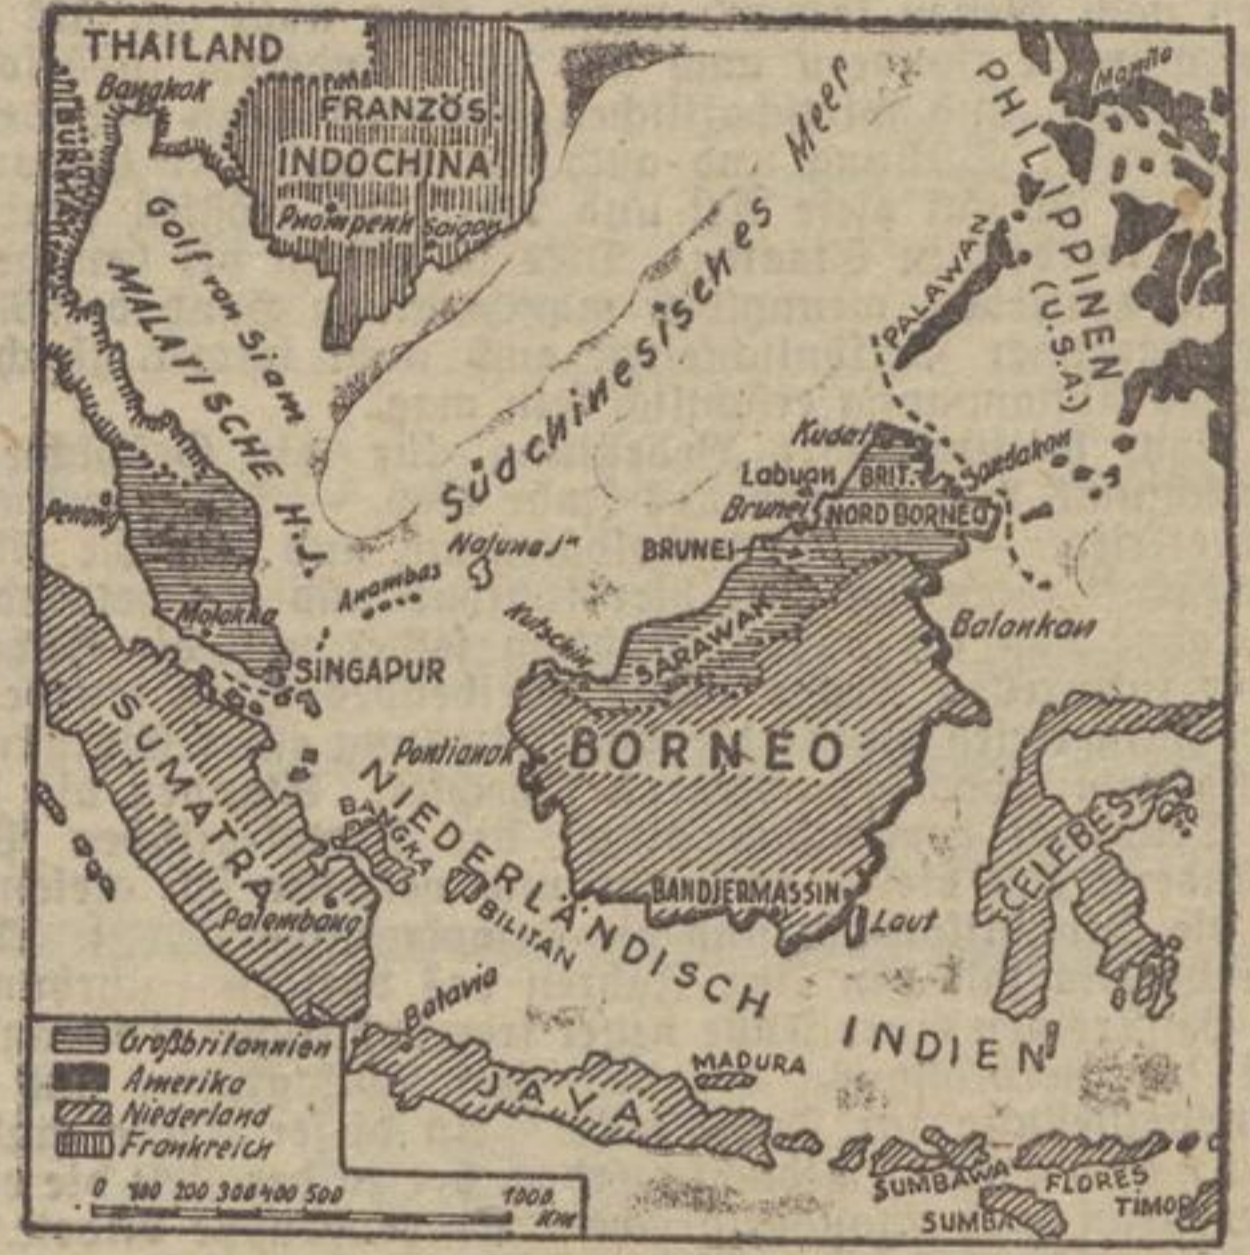 THAILAND
Bangkok
BURMA
FRANZÖS.
INDOCHINA
Pnompenh
Saigon
Golf von Siam
MALAIISCHE H.J.
Südchinesisches Meer
PHILIPPINEN
(U.S.A.)
Manila
PALAWAN
Kudat
Labuan
Brunei
BRUNEI
BRIT.
NORD BORNEO
Sandakan
Penang
Malakka
SINGAPUR
Anambas
Natuna Jn
Kutschin
SARAWAK
Balankan
BORNEO
Pontianak
SUMATRA
Palembang
BANGKA
BILITAN
NIEDERLÄNDISCH
INDIEN
BANDJERMASSIN
Laut
CELEBES
Batavia
JAVA
MADURA
SUMBAWA
FLORES
SUMBA
TIMOR
Großbritannien
Amerika
Niederland
Frankreich
0 100 200 300 400 500 1000
Km